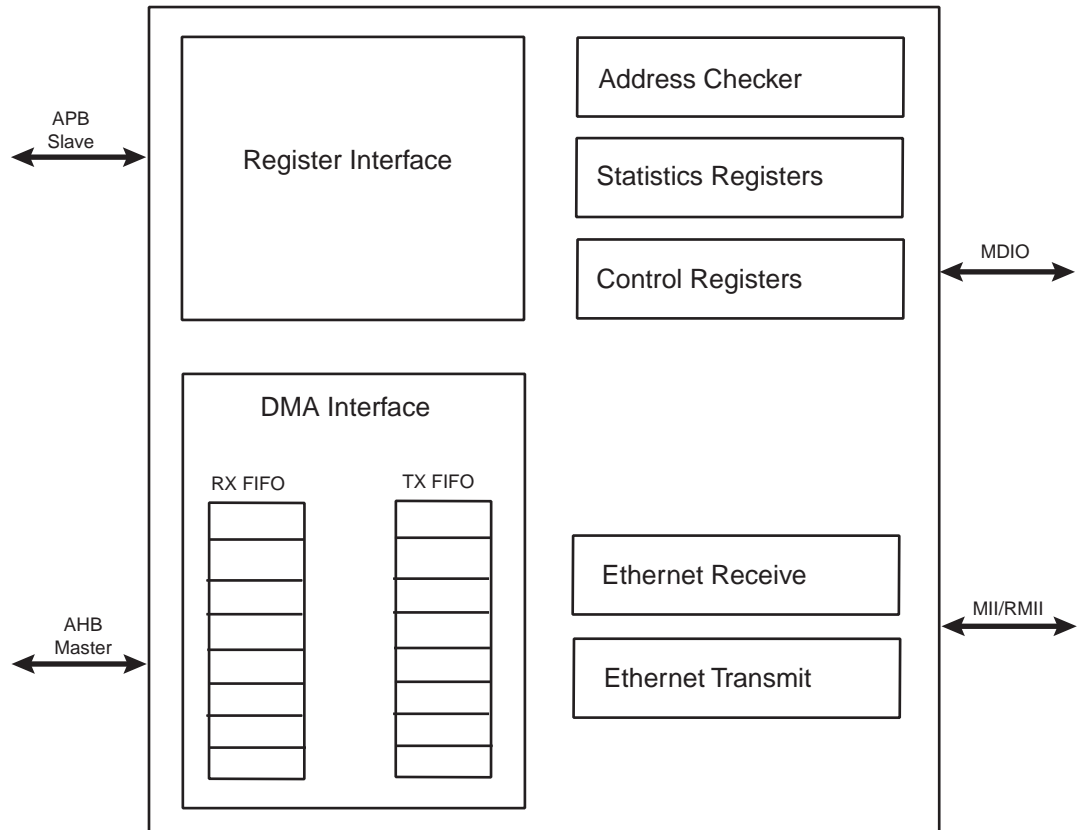 APB
Slave
Register Interface
Address Checker
Statistics Registers
Control Registers
MDIO
DMA Interface
RX FIFO
TX FIFO
AHB
Master
Ethernet Receive
Ethernet Transmit
MII/RMII